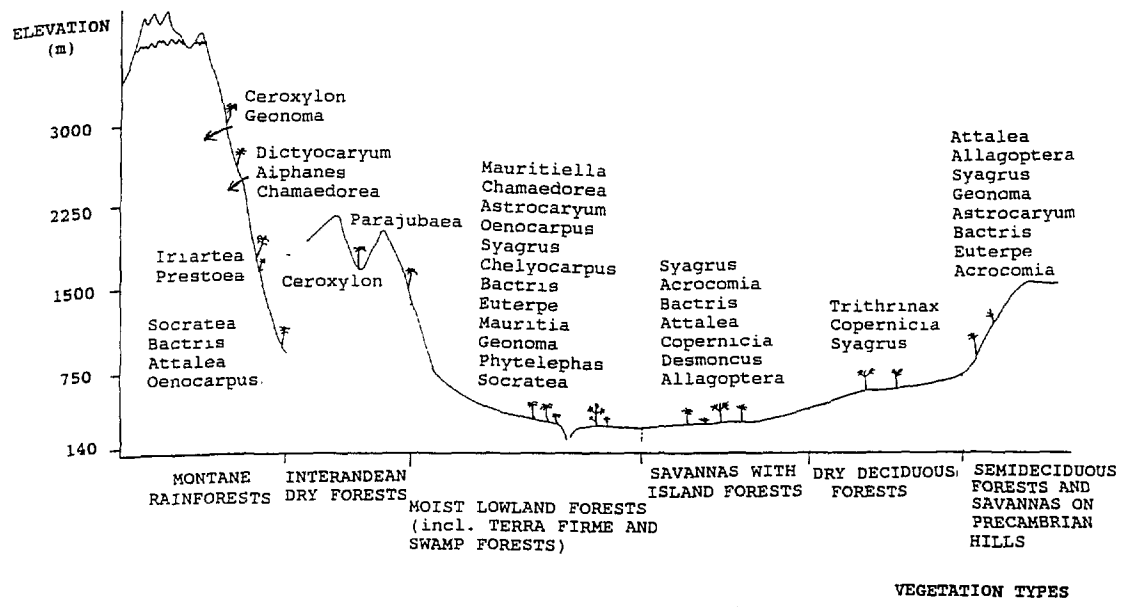 ELEVATION
(m)
3000
2250
1500
750
140
Ceroxylon
Geonoma
Dictyocaryum
Aiphanes
Chamaedorea
Iriartea
Prestoea
Socratea
Bactris
Attalea
Oenocarpus
Parajubaea
Ceroxylon
Mauritiella
Chamaedorea
Astrocaryum
Oenocarpus
Syagrus
Chelyocarpus
Bactris
Euterpe
Mauritia
Geonoma
Phytelephas
Socratea
Syagrus
Acrocomia
Bactris
Attalea
Copernicia
Desmoncus
Allagoptera
Trithrinax
Copernicia
Syagrus
Attalea
Allagoptera
Syagrus
Geonoma
Astrocaryum
Bactris
Euterpe
Acrocomia
MONTANE
RAINFORESTS
INTERANDEAN
DRY FORESTS
MOIST LOWLAND FORESTS
(incl. TERRA FIRME AND
SWAMP FORESTS)
SAVANNAS WITH
ISLAND FORESTS
DRY DECIDUOUS
FORESTS
SEMIDECIDUOUS
FORESTS AND
SAVANNAS ON
PRECAMBRIAN
HILLS
VEGETATION TYPES